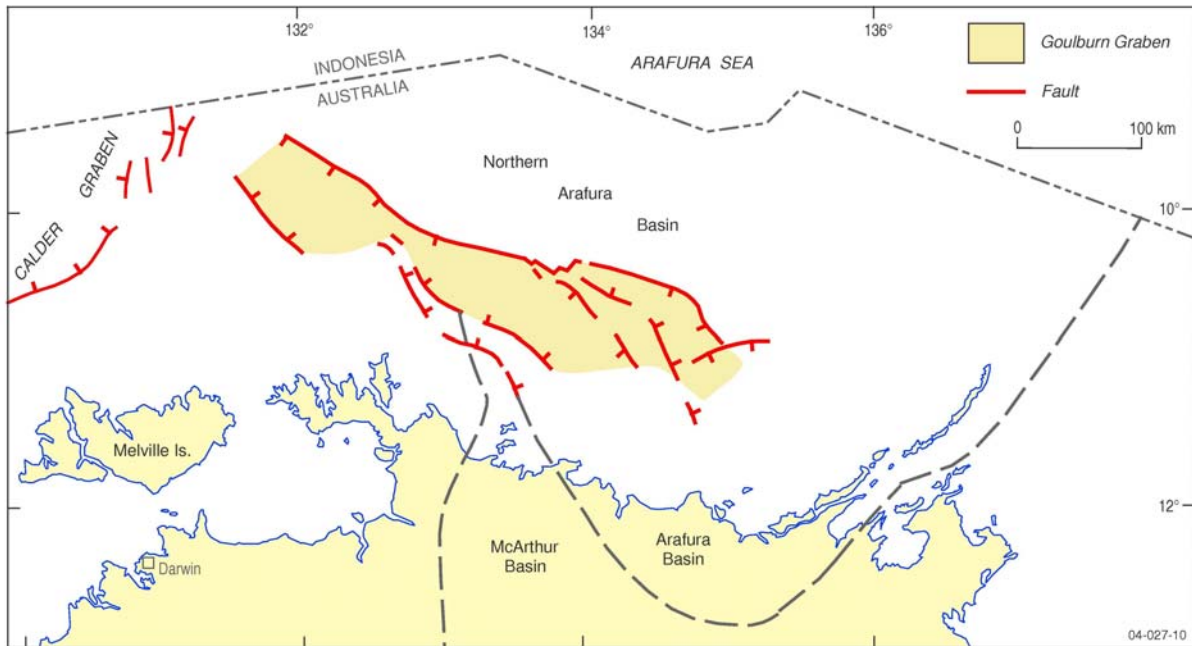 132°
134°
136°
INDONESIA
AUSTRALIA
ARAFURA SEA
Goulburn Graben
Fault
0
100 km
CALDER GRABEN
Northern
Arafura
Basin
10°
Melville Is.
12°
Darwin
McArthur
Basin
Arafura
Basin
04-027-10